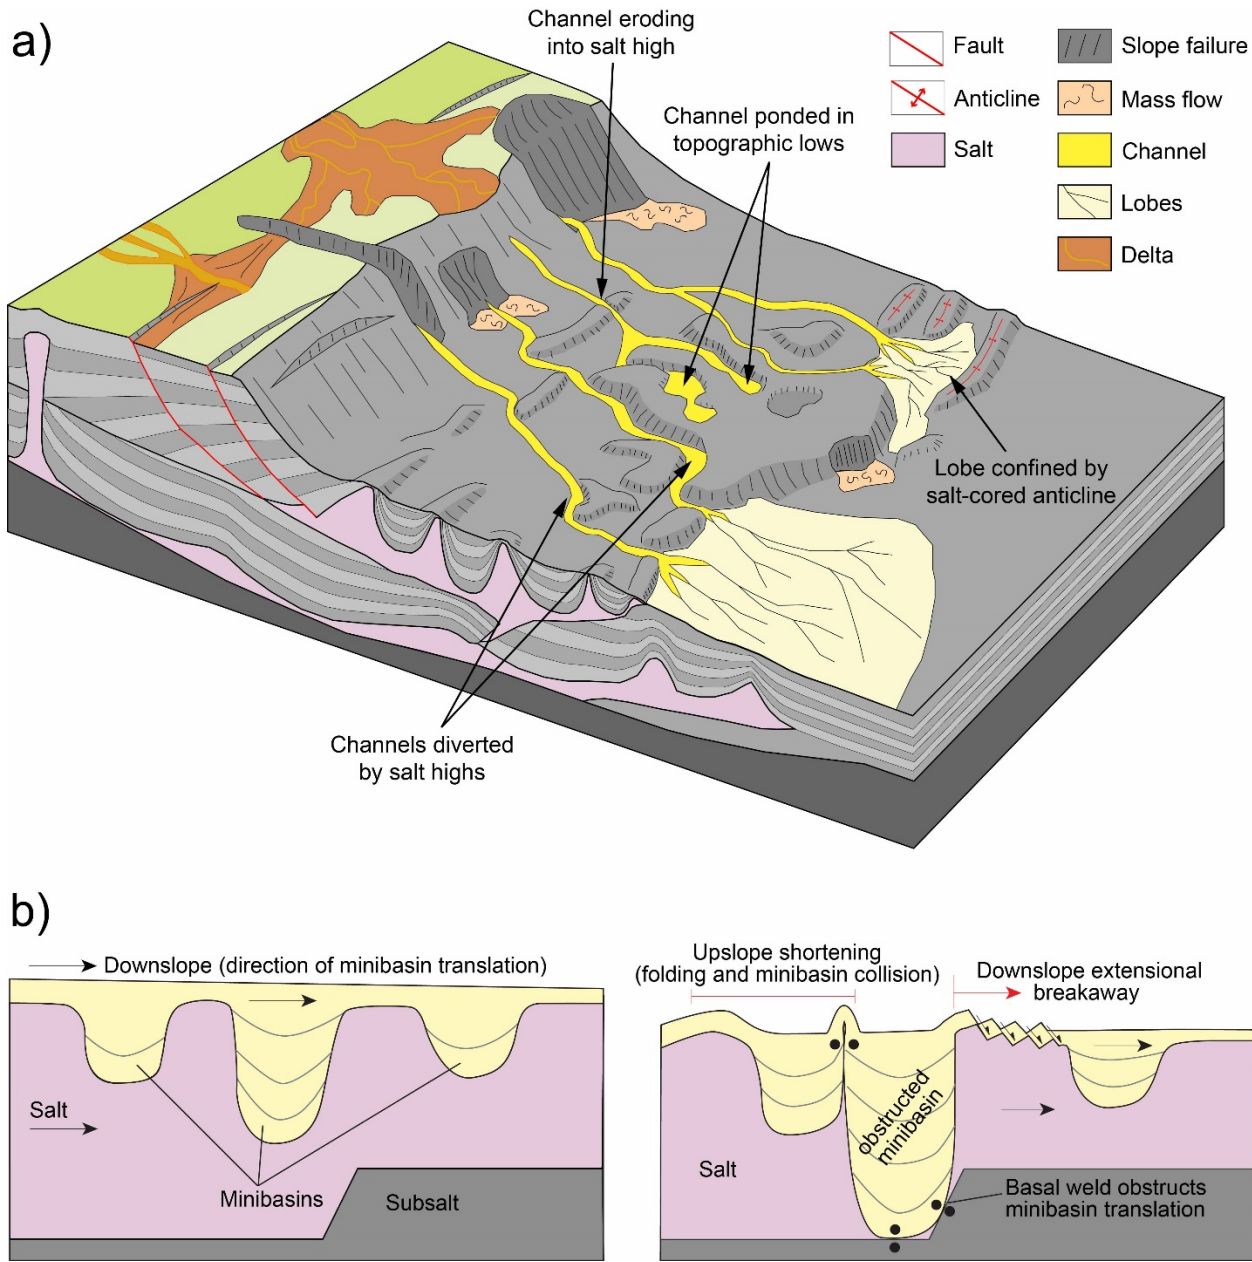 a)
Channel eroding
into salt high
Channel ponded in
topographic lows
Fault
Anticline
Salt
Slope failure
Mass flow
Channel
Lobes
Delta
Lobe confined by
salt-cored anticline
Channels diverted
by salt highs
b)
Downslope (direction of minibasin translation)
Salt
Minibasins
Subsalt
Upslope shortening
(folding and minibasin collision)
Downslope extensional
breakaway
obstructed
minibasin
Salt
Basal weld obstructs
minibasin translation